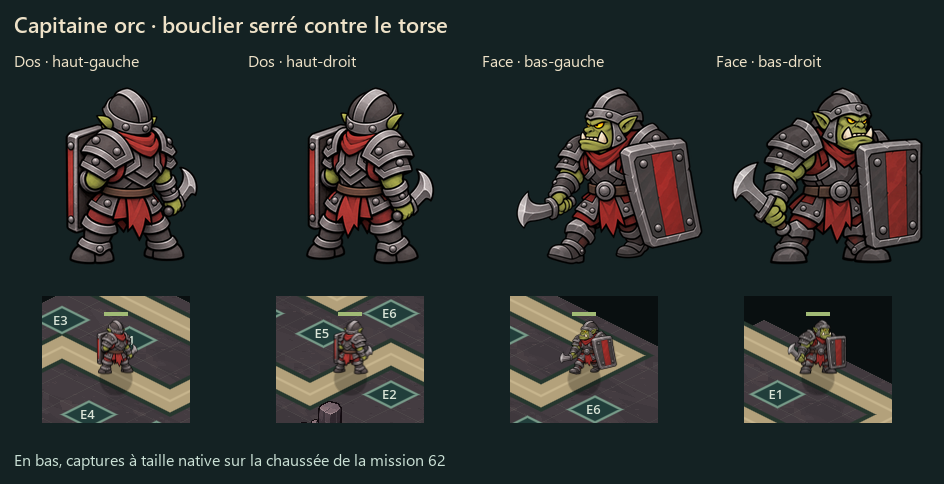 Capitaine orc · bouclier serré contre le torse
Dos · haut-gauche
Dos · haut-droit
Face · bas-gauche
Face · bas-droit
E3
E4
E5
E6
E2
E6
E1
En bas, captures à taille native sur la chaussée de la mission 62